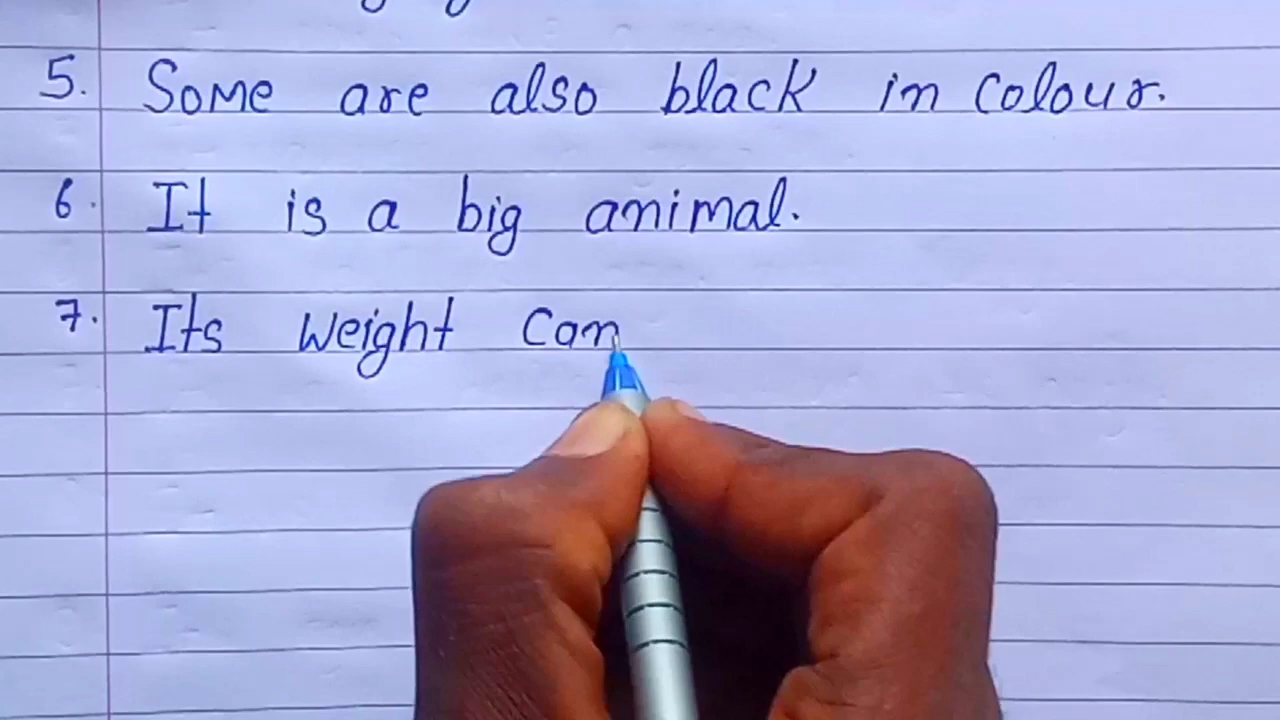 5. Some are also black in colour.
6. It is a big animal.
7. Its weight can